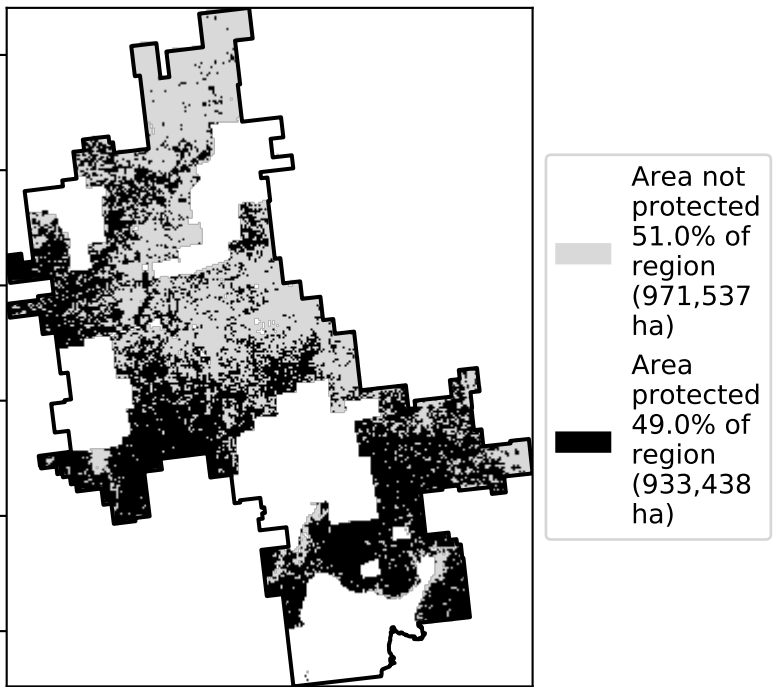 Area not
protected
51.0% of
region
(971,537
ha)
Area
protected
49.0% of
region
(933,438
ha)